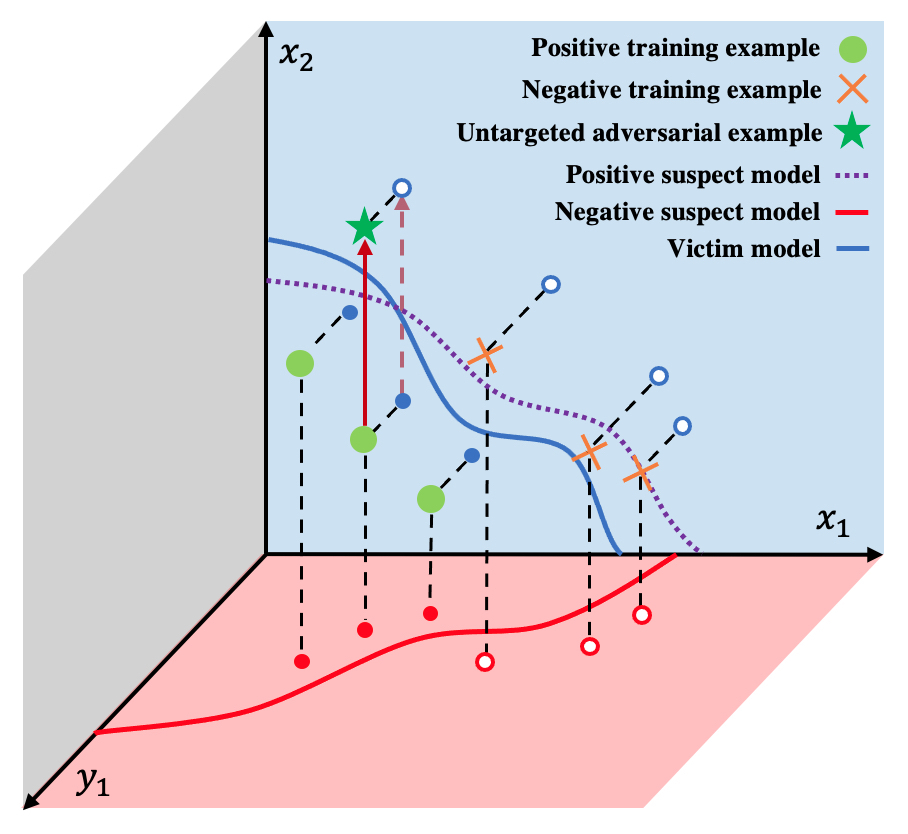 x₂
Positive training example
Negative training example
Untargeted adversarial example
Positive suspect model
Negative suspect model
Victim model
x₁
y₁